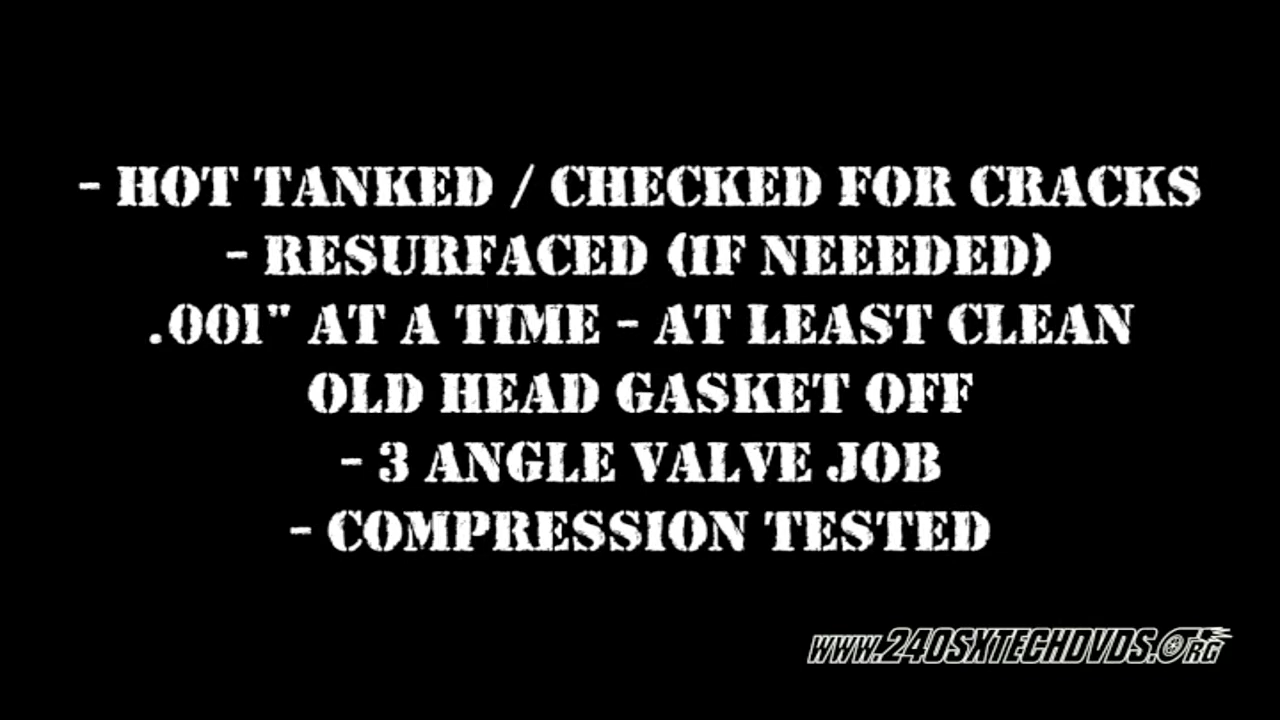 - HOT TANKED / CHECKED FOR CRACKS
- RESURFACED (IF NEEEDED)
.001" AT A TIME - AT LEAST CLEAN
OLD HEAD GASKET OFF
- 3 ANGLE VALVE JOB
- COMPRESSION TESTED
WWW.240SXTECHDVDS.ORG